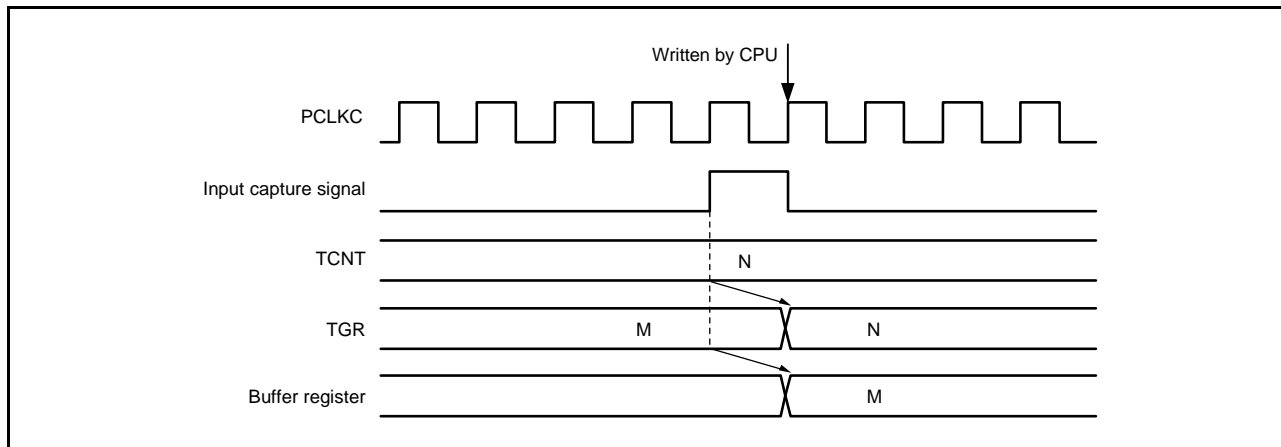 Written by CPU
PCLKC
Input capture signal
TCNT
N
TGR
M
N
Buffer register
M